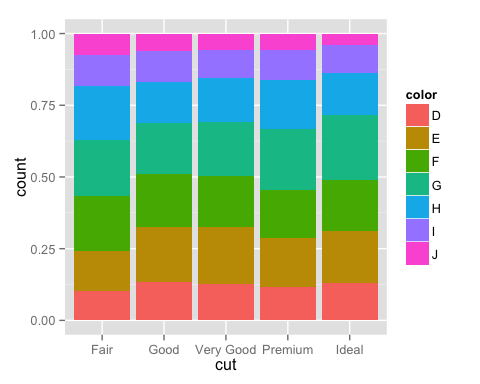 1.00
0.75
0.50
0.25
0.00
count
Fair Good Very Good Premium Ideal
cut
color
D
E
F
G
H
I
J